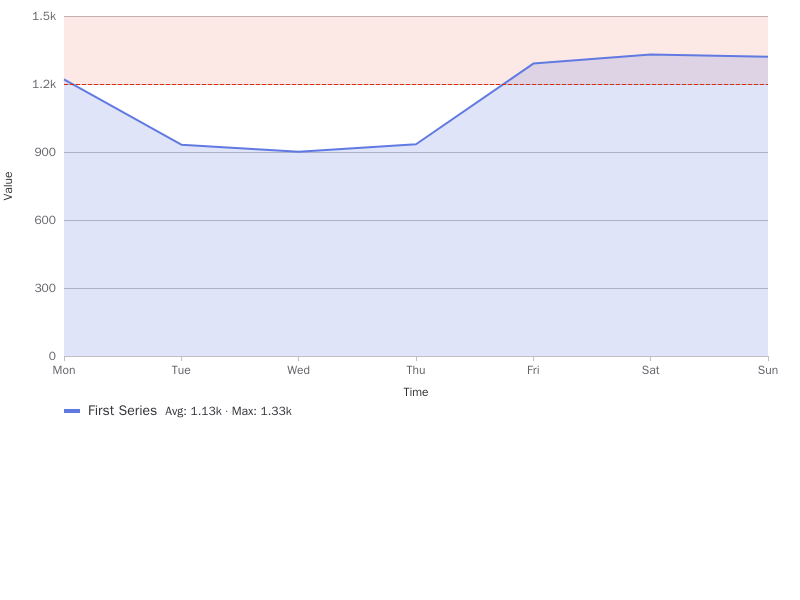 1.5k
1.2k
900
600
300
0
Value
Mon Tue Wed Thu Fri Sat Sun
Time
First Series Avg: 1.13k · Max: 1.33k